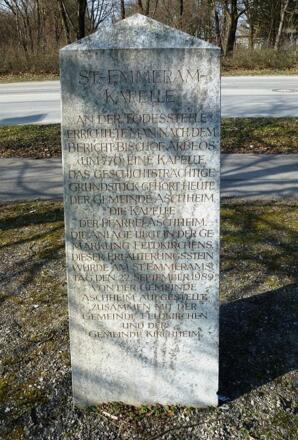 ST-EMMERAM-
KAPELLE
AN DER TODESSTELLE
ERRICHTETE MAN NACH DEM
BERICHT BISCHOF ARBEOS
(UM 770) EINE KAPELLE
DAS GESCHICHTSTRÄCHTIGE
GRUNDSTÜCK GEHÖRT HEUTE
DER GEMEINDE ASCHHEIM,
DIE KAPELLE
DER PFARREI ASCHHEIM.
DIE ANLAGE LIEGT IN DER GE
MARKUNG FELDKIRCHENS.
DIESER ERLÄUTERUNGSSTEIN
WURDE AM ST-EMMERAMS
TAG, DEN 22. SEPTEMBER 1989
VON DER GEMEINDE
ASCHHEIM AUFGESTELLT
ZUSAMMEN MIT DER
GEMEINDE FELDKIRCHEN
UND DER
GEMEINDE KIRCHHEIM